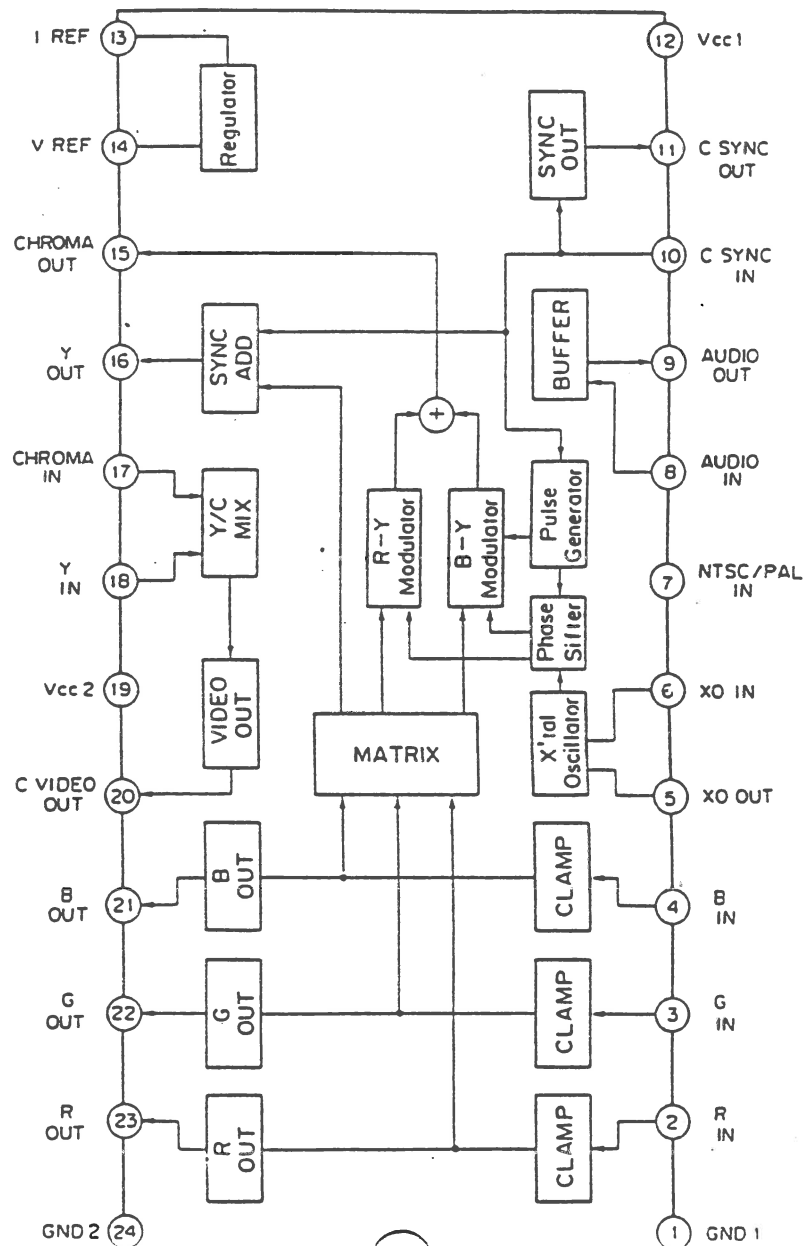 I REF
13
12
Vcc 1
Regulator
V REF
14
SYNC
OUT
11
C SYNC
OUT
CHROMA
OUT
15
10
C SYNC
IN
Y
OUT
16
SYNC
ADD
BUFFER
9
AUDIO
OUT
+
CHROMA
IN
17
Y/C
MIX
R-Y
Modulator
B-Y
Modulator
Pulse
Generator
8
AUDIO
IN
Y
IN
18
7
NTSC/PAL
IN
Phase
Sifter
Vcc 2
19
VIDEO
OUT
MATRIX
X'tal
Oscillator
6
XO IN
C VIDEO
OUT
20
5
XO OUT
B
OUT
21
B
OUT
CLAMP
4
B
IN
G
OUT
22
G
OUT
CLAMP
3
G
IN
R
OUT
23
R
OUT
CLAMP
2
R
IN
GND 2
24
1
GND 1